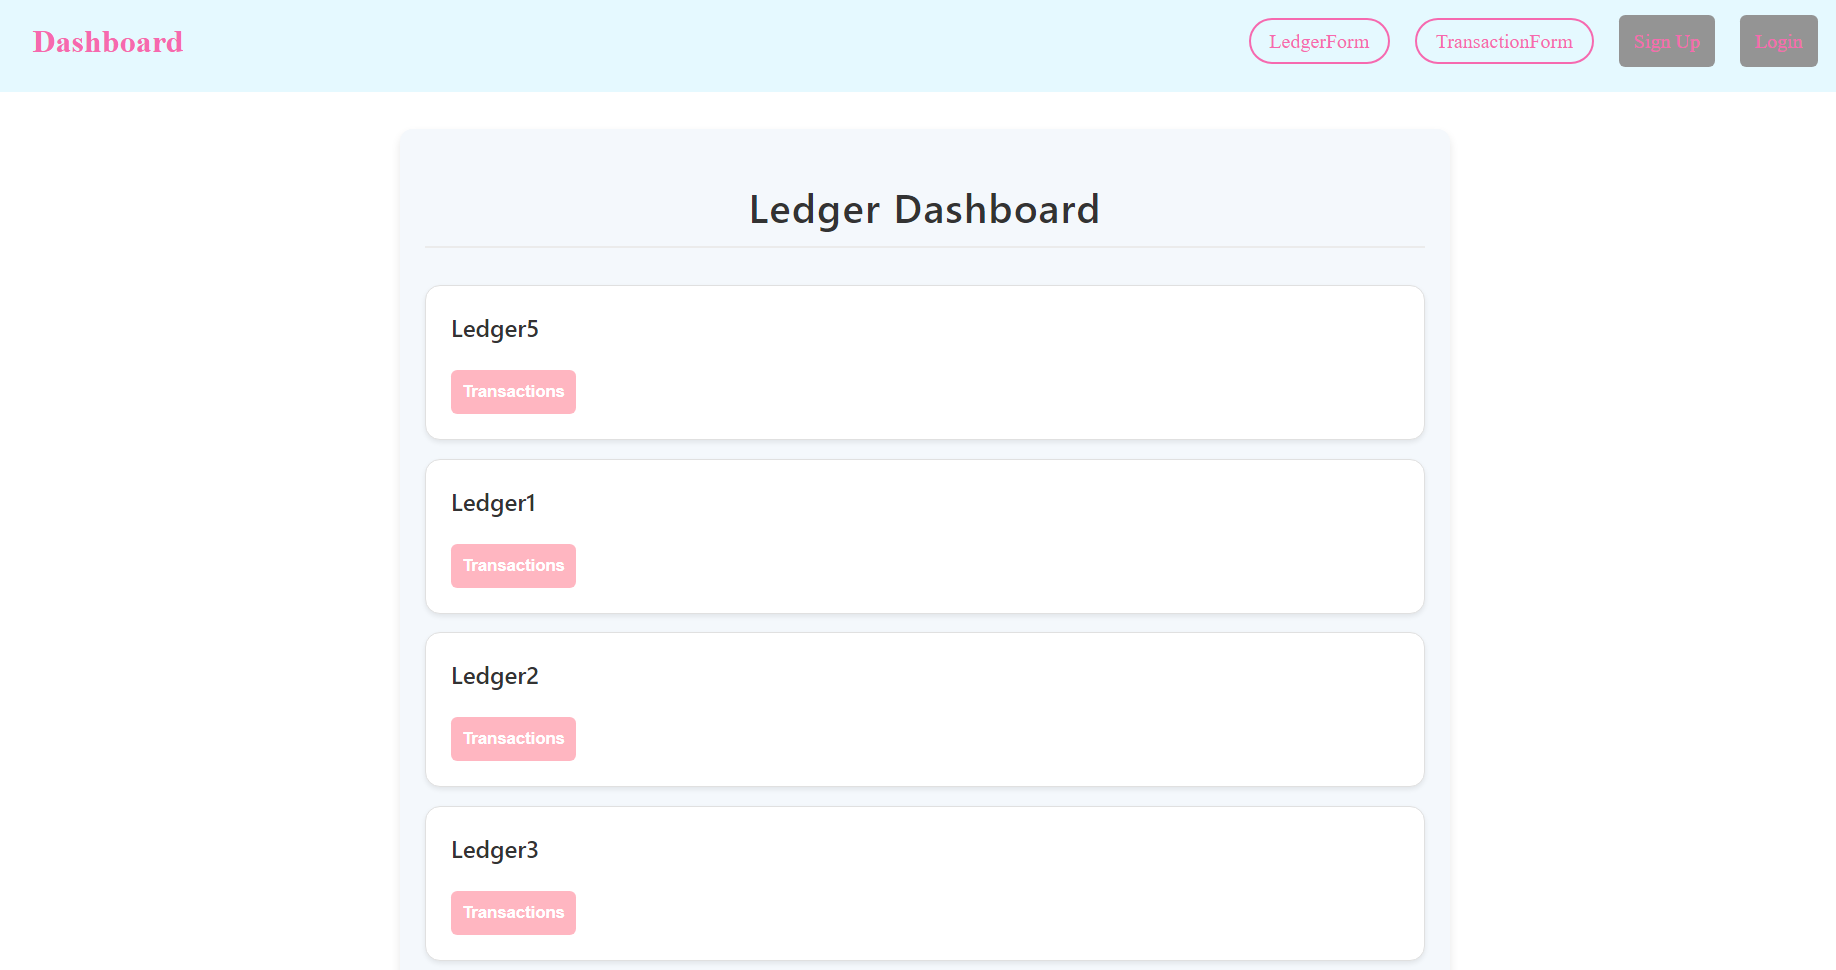 Dashboard
LedgerForm
TransactionForm
Sign Up
Login
Ledger Dashboard
Ledger5
Transactions
Ledger1
Transactions
Ledger2
Transactions
Ledger3
Transactions